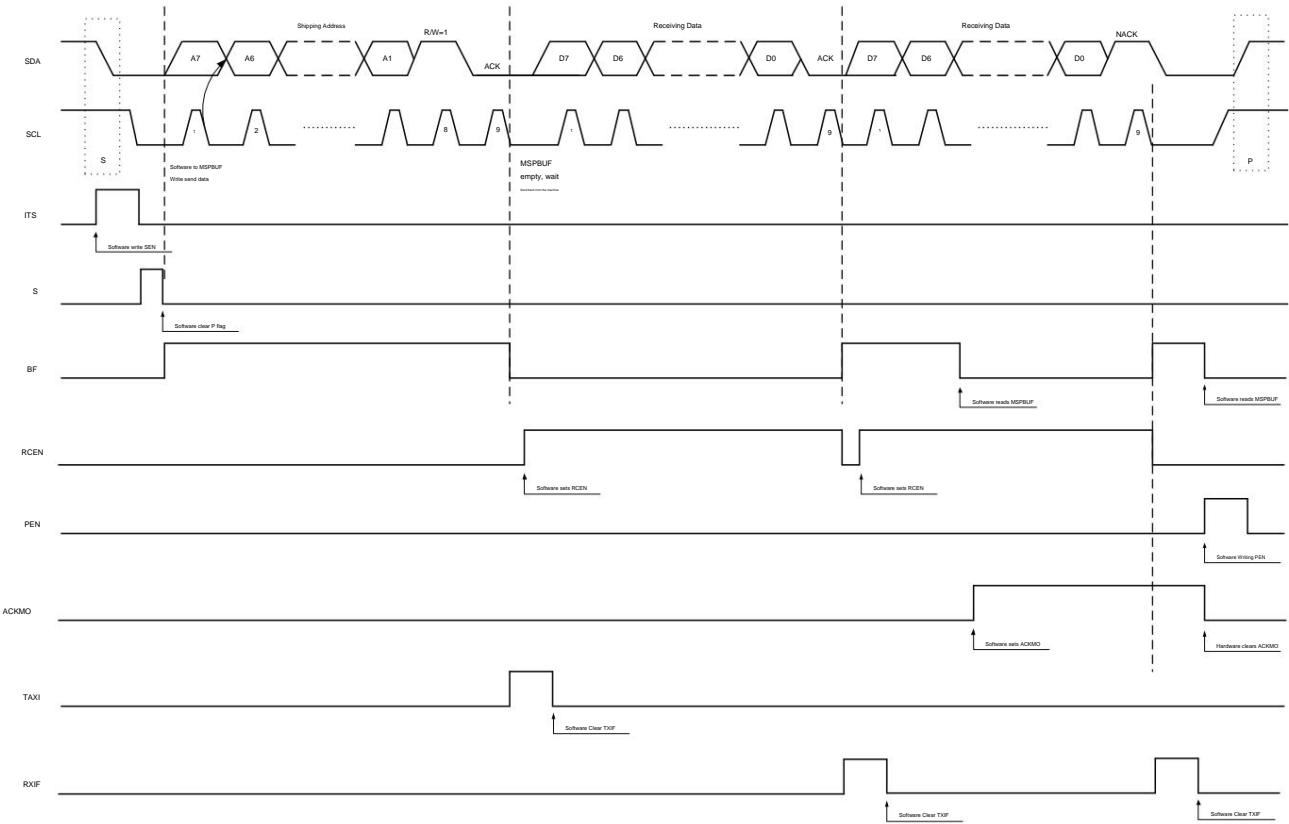 Shipping Address
Receiving Data
Receiving Data
R/W=1
NACK
SDA
A7
A6
A1
ACK
D7
D6
D0
ACK
D7
D6
D0
SCL
1
2
8
9
1
9
1
9
S
P
Software to MSPBUF
Write send data
MSPBUF
empty, wait
ITS
Software write SEN
S
Software clear P flag
BF
Software reads MSPBUF
Software reads MSPBUF
RCEN
Software sets RCEN
Software sets RCEN
PEN
Software Writing PEN
ACKMO
Software sets ACKMO
Hardware clears ACKMO
TAXI
Software Clear TXIF
RXIF
Software Clear TXIF
Software Clear TXIF